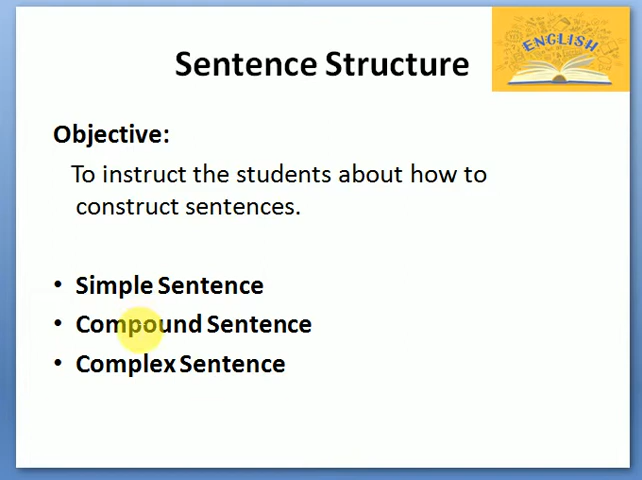 Sentence Structure
ENGLISH
Objective:
To instruct the students about how to
construct sentences.
• Simple Sentence
• Compound Sentence
• Complex Sentence